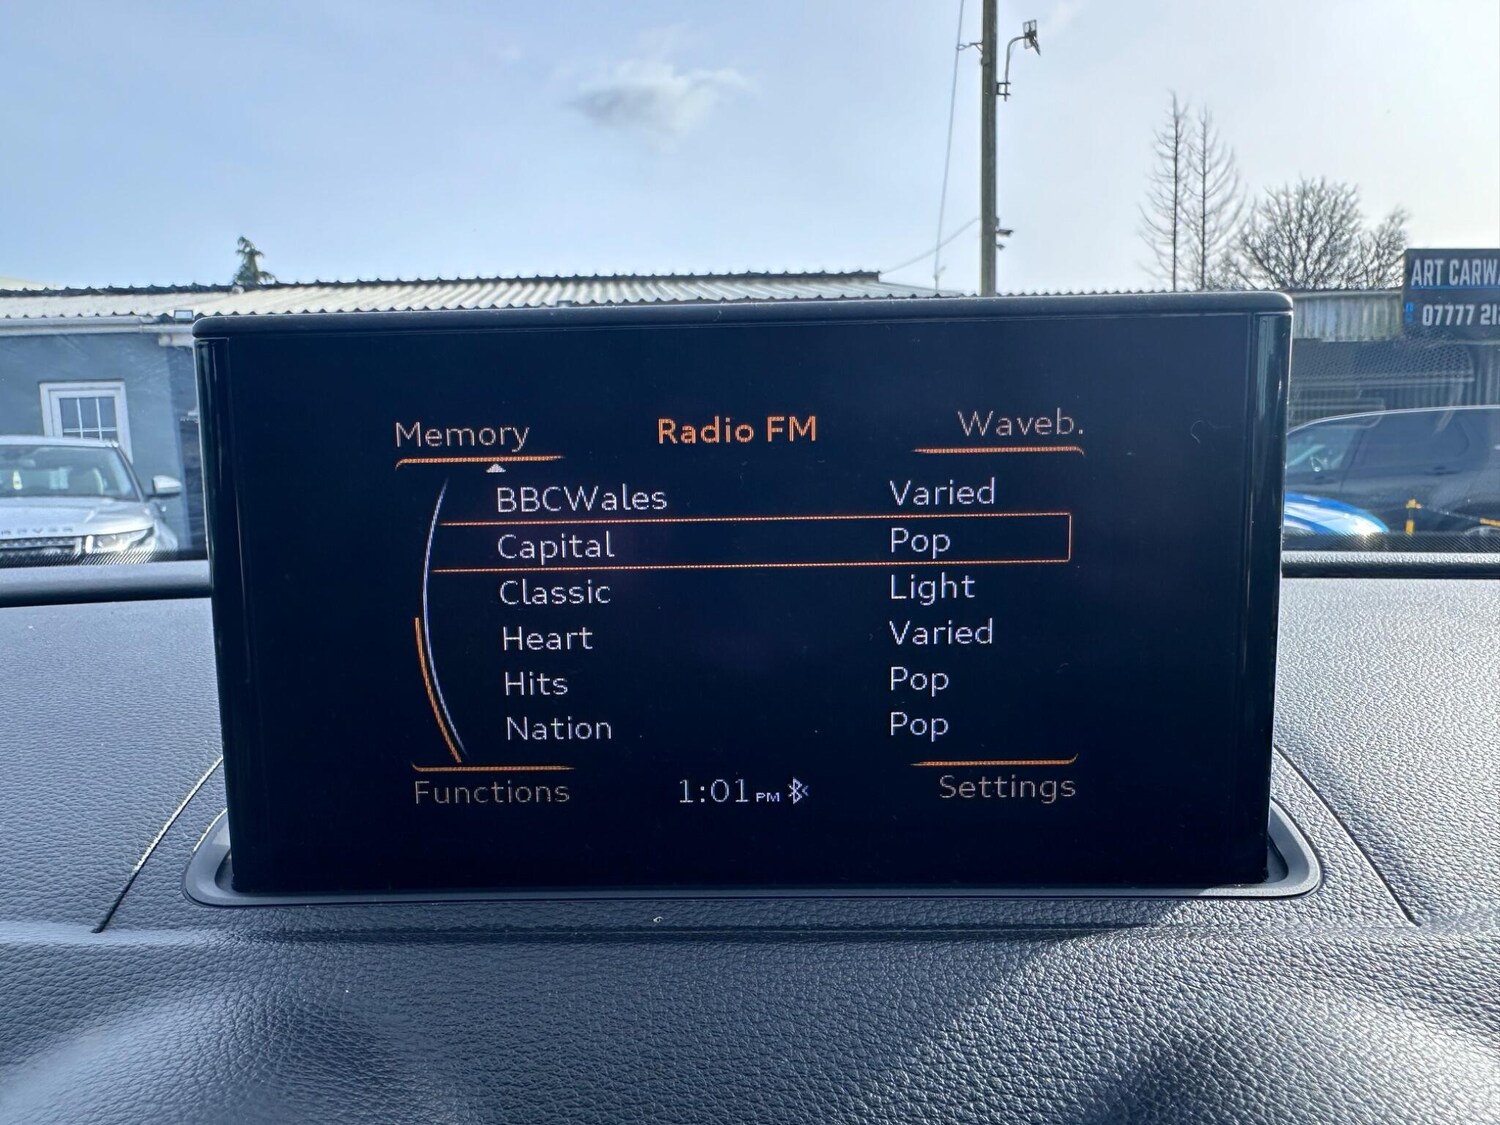 ART CARW
07777 21
Memory Radio FM Waveb.
BBCWales Varied
Capital Pop
Classic Light
Heart Varied
Hits Pop
Nation Pop
Functions 1:01 PM Settings